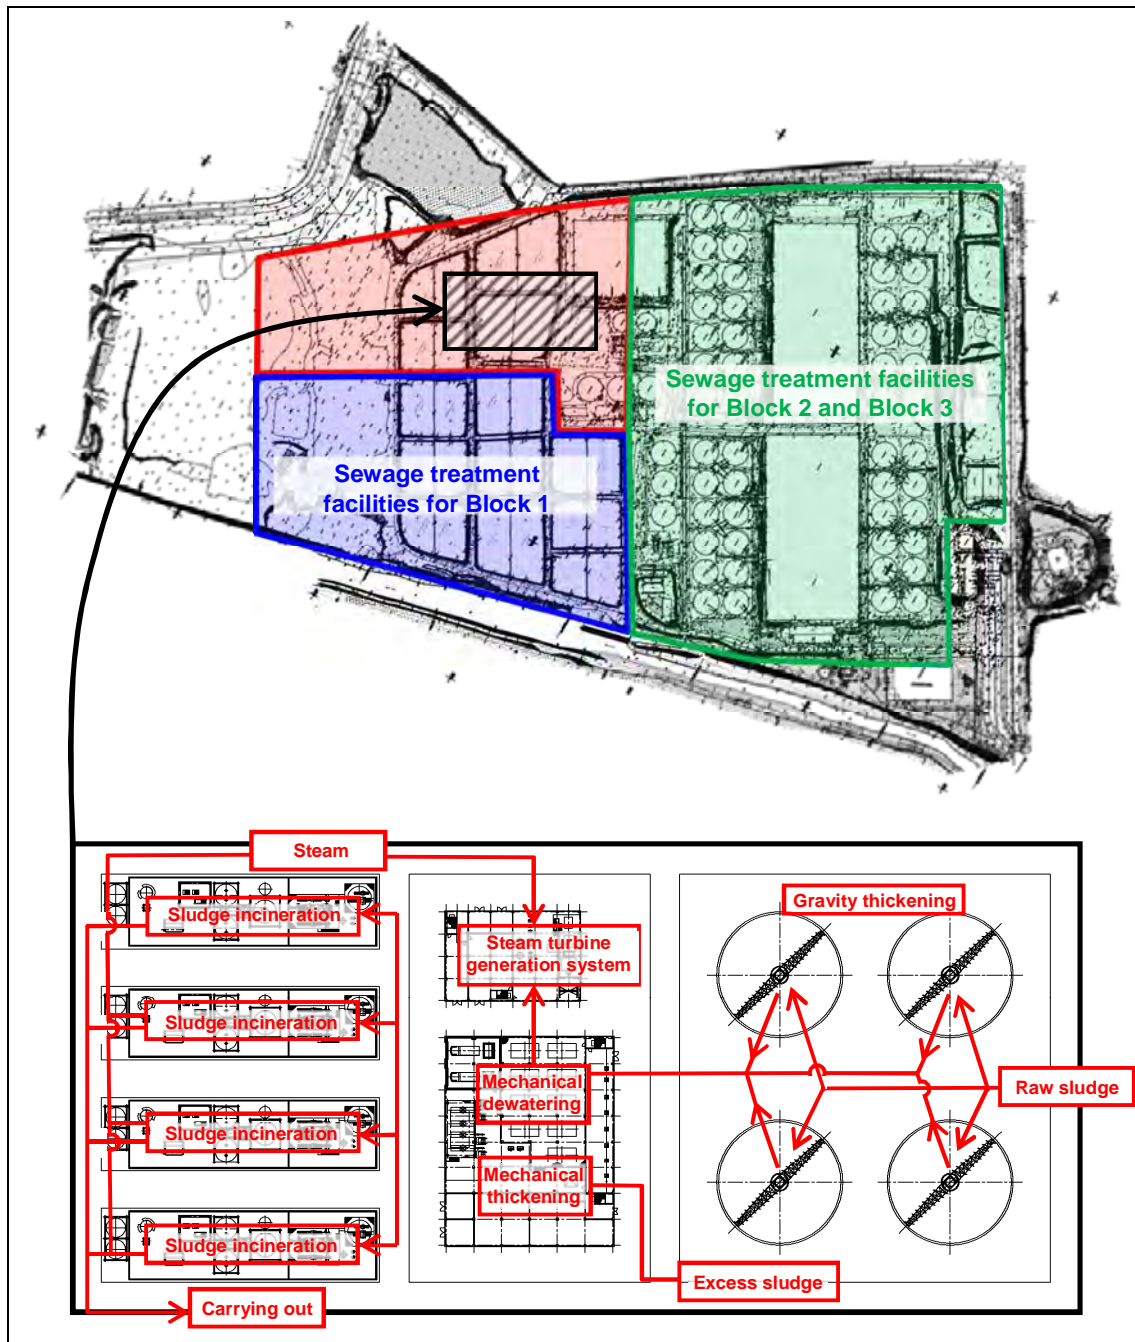 Sewage treatment facilities
for Block 2 and Block 3
Sewage treatment
facilities for Block 1
Steam
Sludge incineration
Gravity thickening
Steam turbine
generation system
Sludge incineration
Mechanical
dewatering
Raw sludge
Sludge incineration
Mechanical
thickening
Sludge incineration
Excess sludge
Carrying out